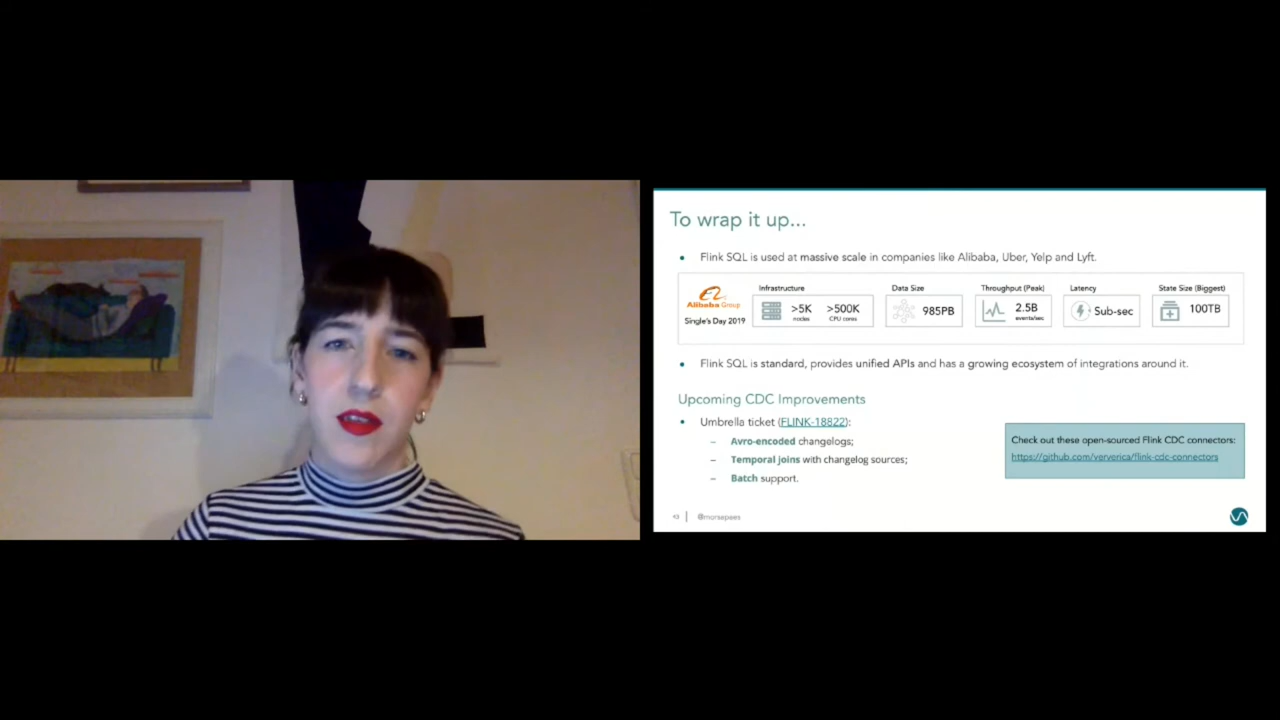 To wrap it up...
• Flink SQL is used at massive scale in companies like Alibaba, Uber, Yelp and Lyft.
Infrastructure Data Size Throughput (Peak) Latency State Size (Biggest)
Alibaba Group
Single's Day 2019
>5K nodes >500K CPU cores 985PB 2.5B events/sec Sub-sec 100TB
• Flink SQL is standard, provides unified APIs and has a growing ecosystem of integrations around it.
Upcoming CDC Improvements
• Umbrella ticket (FLINK-18822):
– Avro-encoded changelogs;
– Temporal joins with changelog sources;
– Batch support.
Check out these open-sourced Flink CDC connectors:
https://github.com/ververica/flink-cdc-connectors
43 | @morsapaes